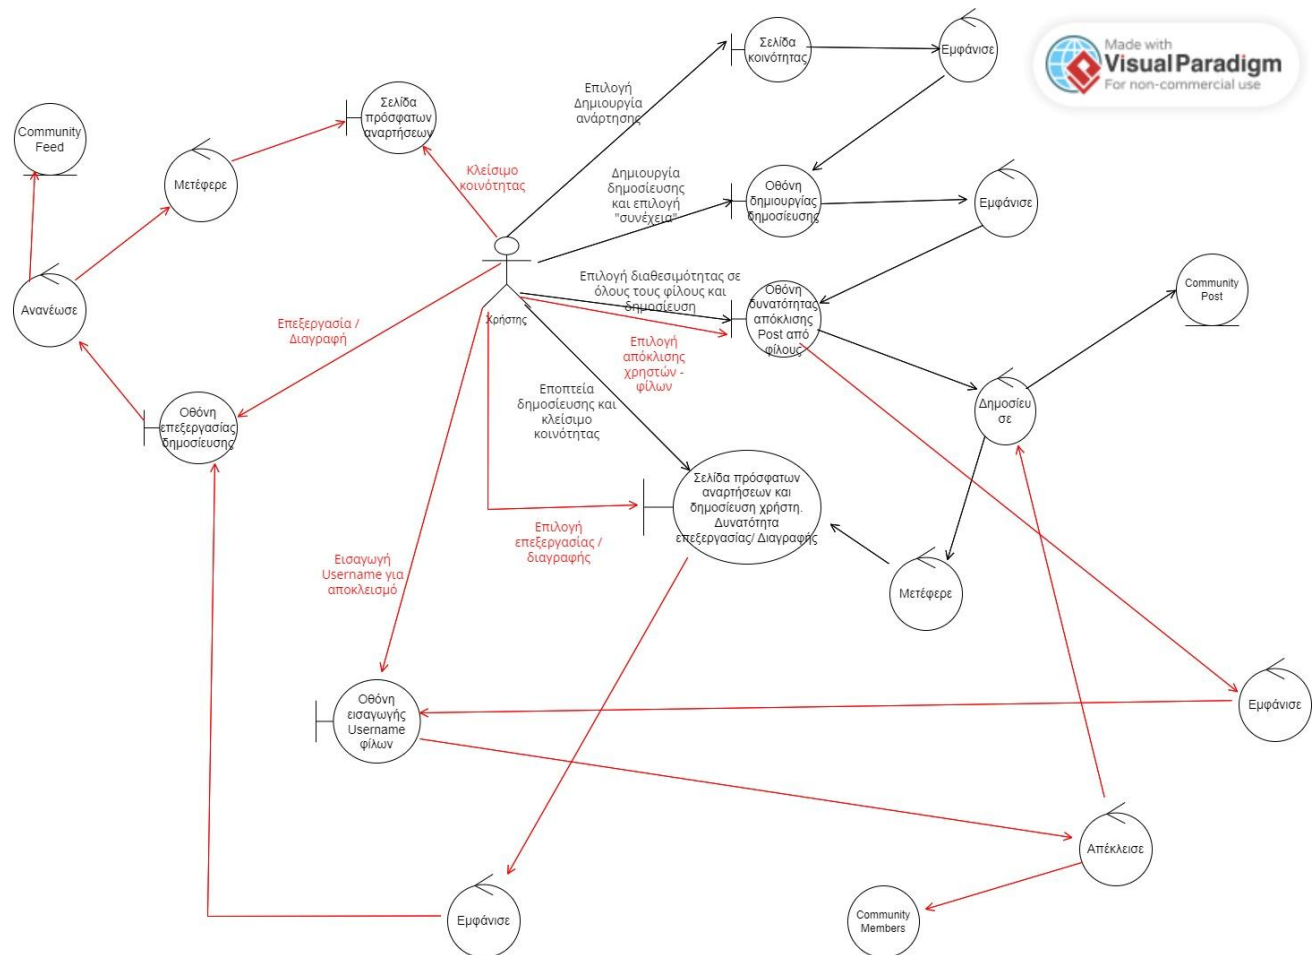 Made with
Visual Paradigm
For non-commercial use
Σελίδα
κοινότητας
Εμφάνισε
Επιλογή
Δημιουργία
ανάρτησης
Σελίδα
πρόσφατων
αναρτήσεων
Community
Feed
Μετέφερε
Κλείσιμο
κοινότητας
Δημιουργία
δημοσίευσης
και επιλογή
"συνέχεια"
Οθόνη
δημιουργίας
δημοσίευσης
Εμφάνισε
Επιλογή διαθεσιμότητας σε
όλους τους φίλους και
δημοσίευση
Οθόνη
δυνατότητας
απόκλισης
Post από
φίλους
Community
Post
Ανανέωσε
Χρήστης
Επεξεργασία /
Διαγραφή
Επιλογή
απόκλισης
χρηστών -
φίλων
Εποπτεία
δημοσίευσης και
κλείσιμο
κοινότητας
Δημοσίευ
σε
Οθόνη
επεξεργασίας
δημοσίευσης
Σελίδα πρόσφατων
αναρτήσεων και
δημοσίευση χρήστη.
Δυνατότητα
επεξεργασία/ Διαγραφής
Επιλογή
επεξεργασίας /
διαγραφής
Εισαγωγή
Username για
αποκλεισμό
Μετέφερε
Οθόνη
εισαγωγής
Username
φίλων
Εμφάνισε
Απέκλεισε
Εμφάνισε
Community
Members